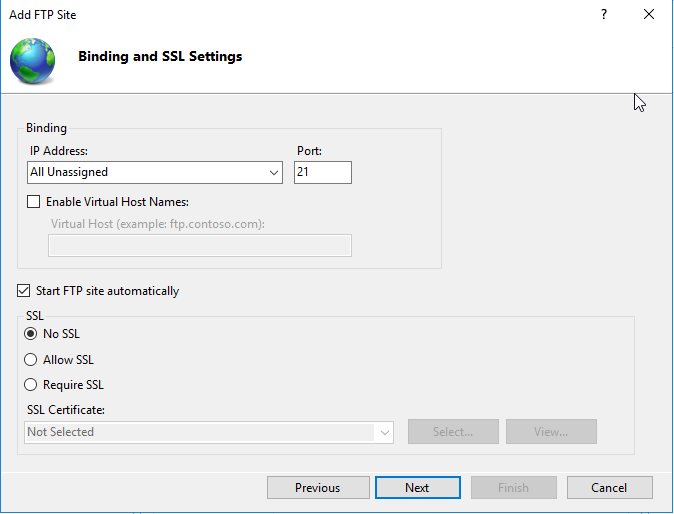 Add FTP Site
?
Binding and SSL Settings
Binding
IP Address: Port:
All Unassigned 21
Enable Virtual Host Names:
Virtual Host (example: ftp.contoso.com):
Start FTP site automatically
SSL
No SSL
Allow SSL
Require SSL
SSL Certificate:
Not Selected Select... View...
Previous Next Finish Cancel